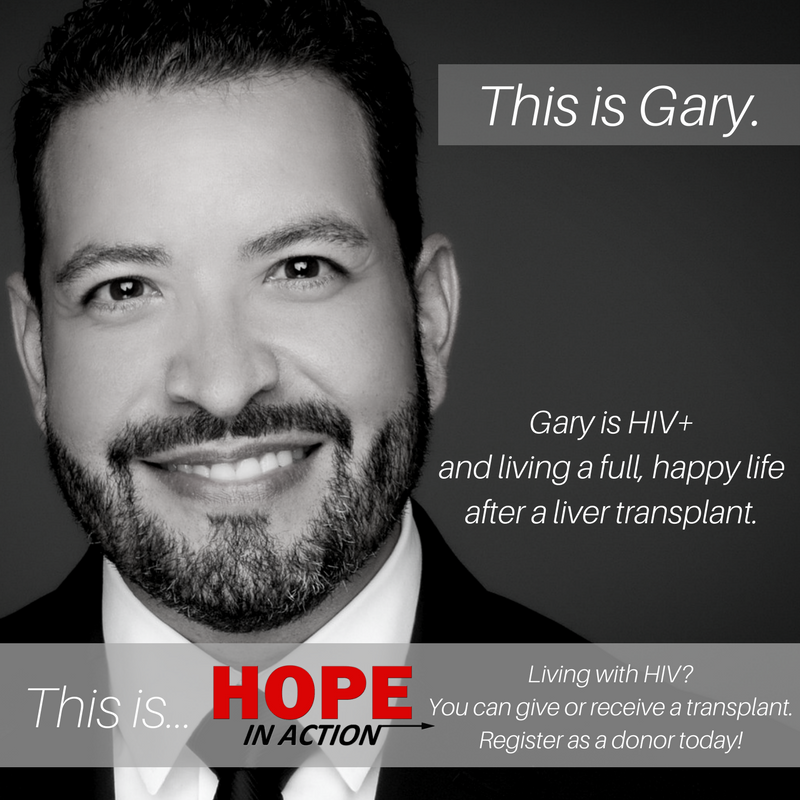 This is Gary.
Gary is HIV+
and living a full, happy life
after a liver transplant.
This is...
HOPE
IN ACTION
Living with HIV?
You can give or receive a transplant.
Register as a donor today!